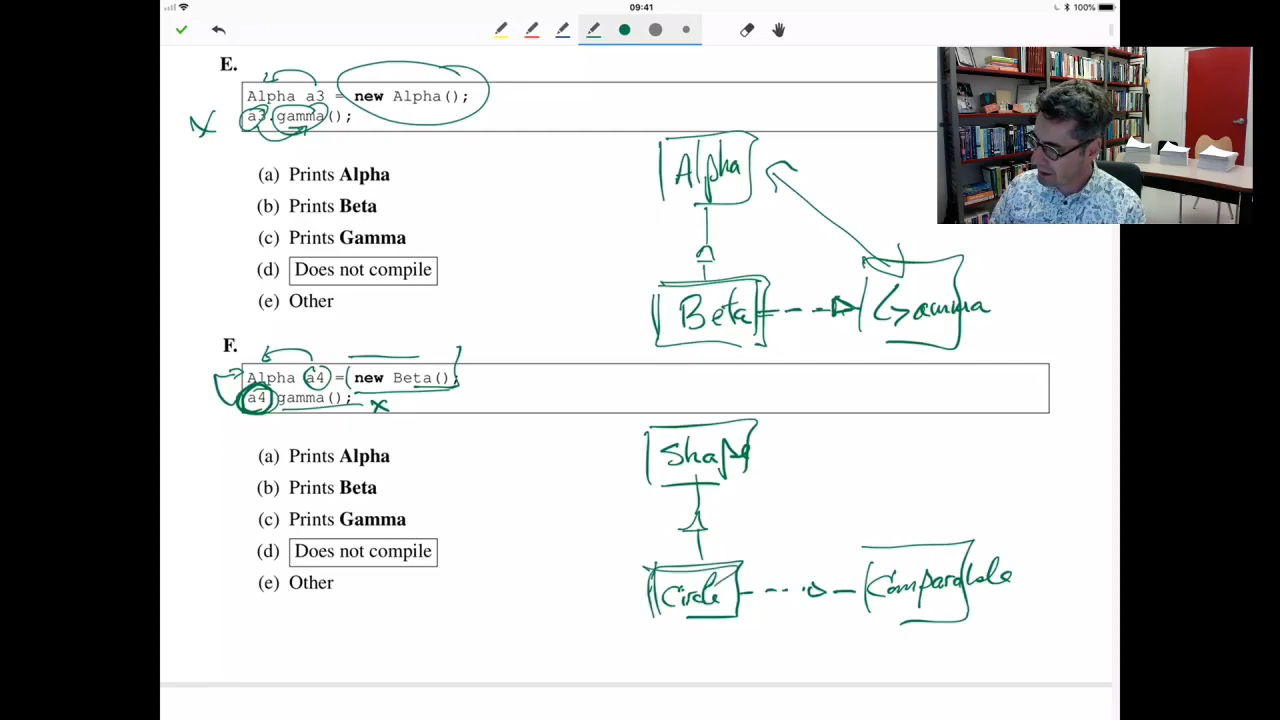 09:41
100%
E.
Alpha a3 = new Alpha();
a3.gamma();
(a) Prints Alpha
(b) Prints Beta
(c) Prints Gamma
(d) Does not compile
(e) Other
Alpha
Beta
Gamma
F.
Alpha a4 = new Beta();
a4.gamma();
(a) Prints Alpha
(b) Prints Beta
(c) Prints Gamma
(d) Does not compile
(e) Other
Shape
Circle
Comparable